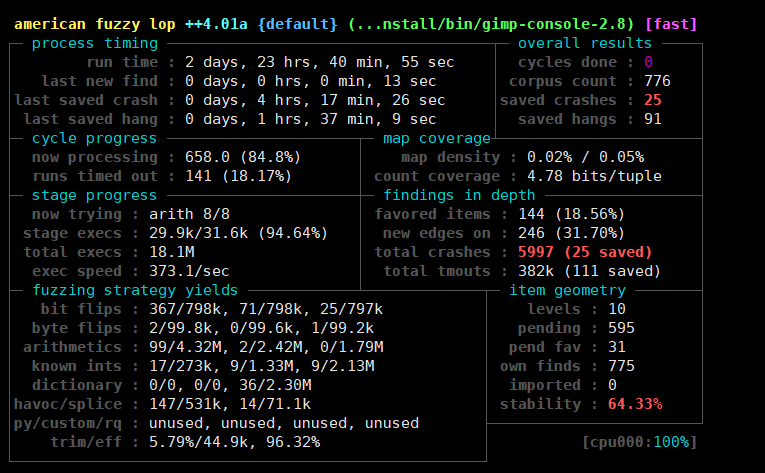 american fuzzy lop ++4.01a {default} (...nstall/bin/gimp-console-2.8) [fast]
process timing overall results
run time : 2 days, 23 hrs, 40 min, 55 sec cycles done : 0
last new find : 0 days, 0 hrs, 0 min, 13 sec corpus count : 776
last saved crash : 0 days, 4 hrs, 17 min, 26 sec saved crashes : 25
last saved hang : 0 days, 1 hrs, 37 min, 9 sec saved hangs : 91
cycle progress map coverage
now processing : 658.0 (84.8%) map density : 0.02% / 0.05%
runs timed out : 141 (18.17%) count coverage : 4.78 bits/tuple
stage progress findings in depth
now trying : arith 8/8 favored items : 144 (18.56%)
stage execs : 29.9k/31.6k (94.64%) new edges on : 246 (31.70%)
total execs : 18.1M total crashes : 5997 (25 saved)
exec speed : 373.1/sec total tmouts : 382k (111 saved)
fuzzing strategy yields item geometry
bit flips : 367/798k, 71/798k, 25/797k levels : 10
byte flips : 2/99.8k, 0/99.6k, 1/99.2k pending : 595
arithmetics : 99/4.32M, 2/2.42M, 0/1.79M pend fav : 31
known ints : 17/273k, 9/1.33M, 9/2.13M own finds : 775
dictionary : 0/0, 0/0, 36/2.30M imported : 0
havoc/splice : 147/531k, 14/71.1k stability : 64.33%
py/custom/rq : unused, unused, unused, unused
trim/eff : 5.79%/44.9k, 96.32% [cpu000:100%]